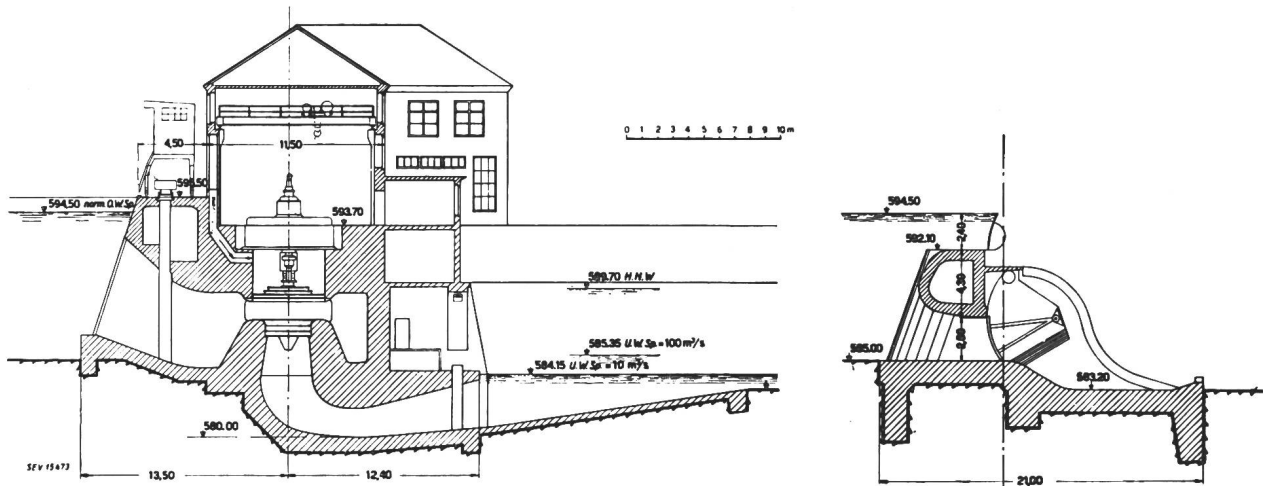 4,50
11,50
0 1 2 3 4 5 6 7 8 9 10 m
595,50
594,50 norm. O.W.Sp.
593.70
589.70 H.H.W
585.35 U.W.Sp. = 100 m³/s
584.15 U.W.Sp. = 10 m³/s
580.00
SEV 15473
13,50
12,40
594,50
592.10
2,40
4,30
2,80
585.00
583.20
21,00